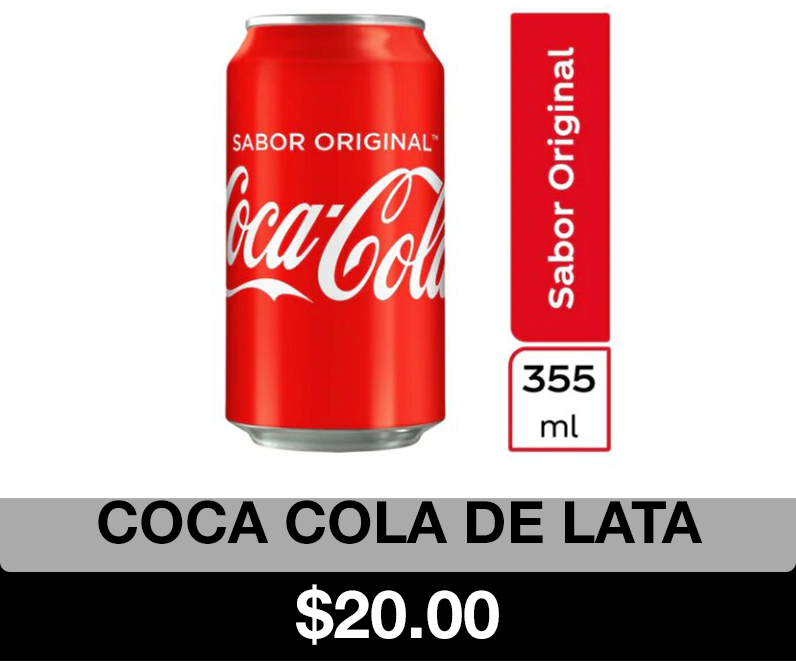 SABOR ORIGINAL™
Coca-Cola
Sabor Original
355
ml
COCA COLA DE LATA
$20.00